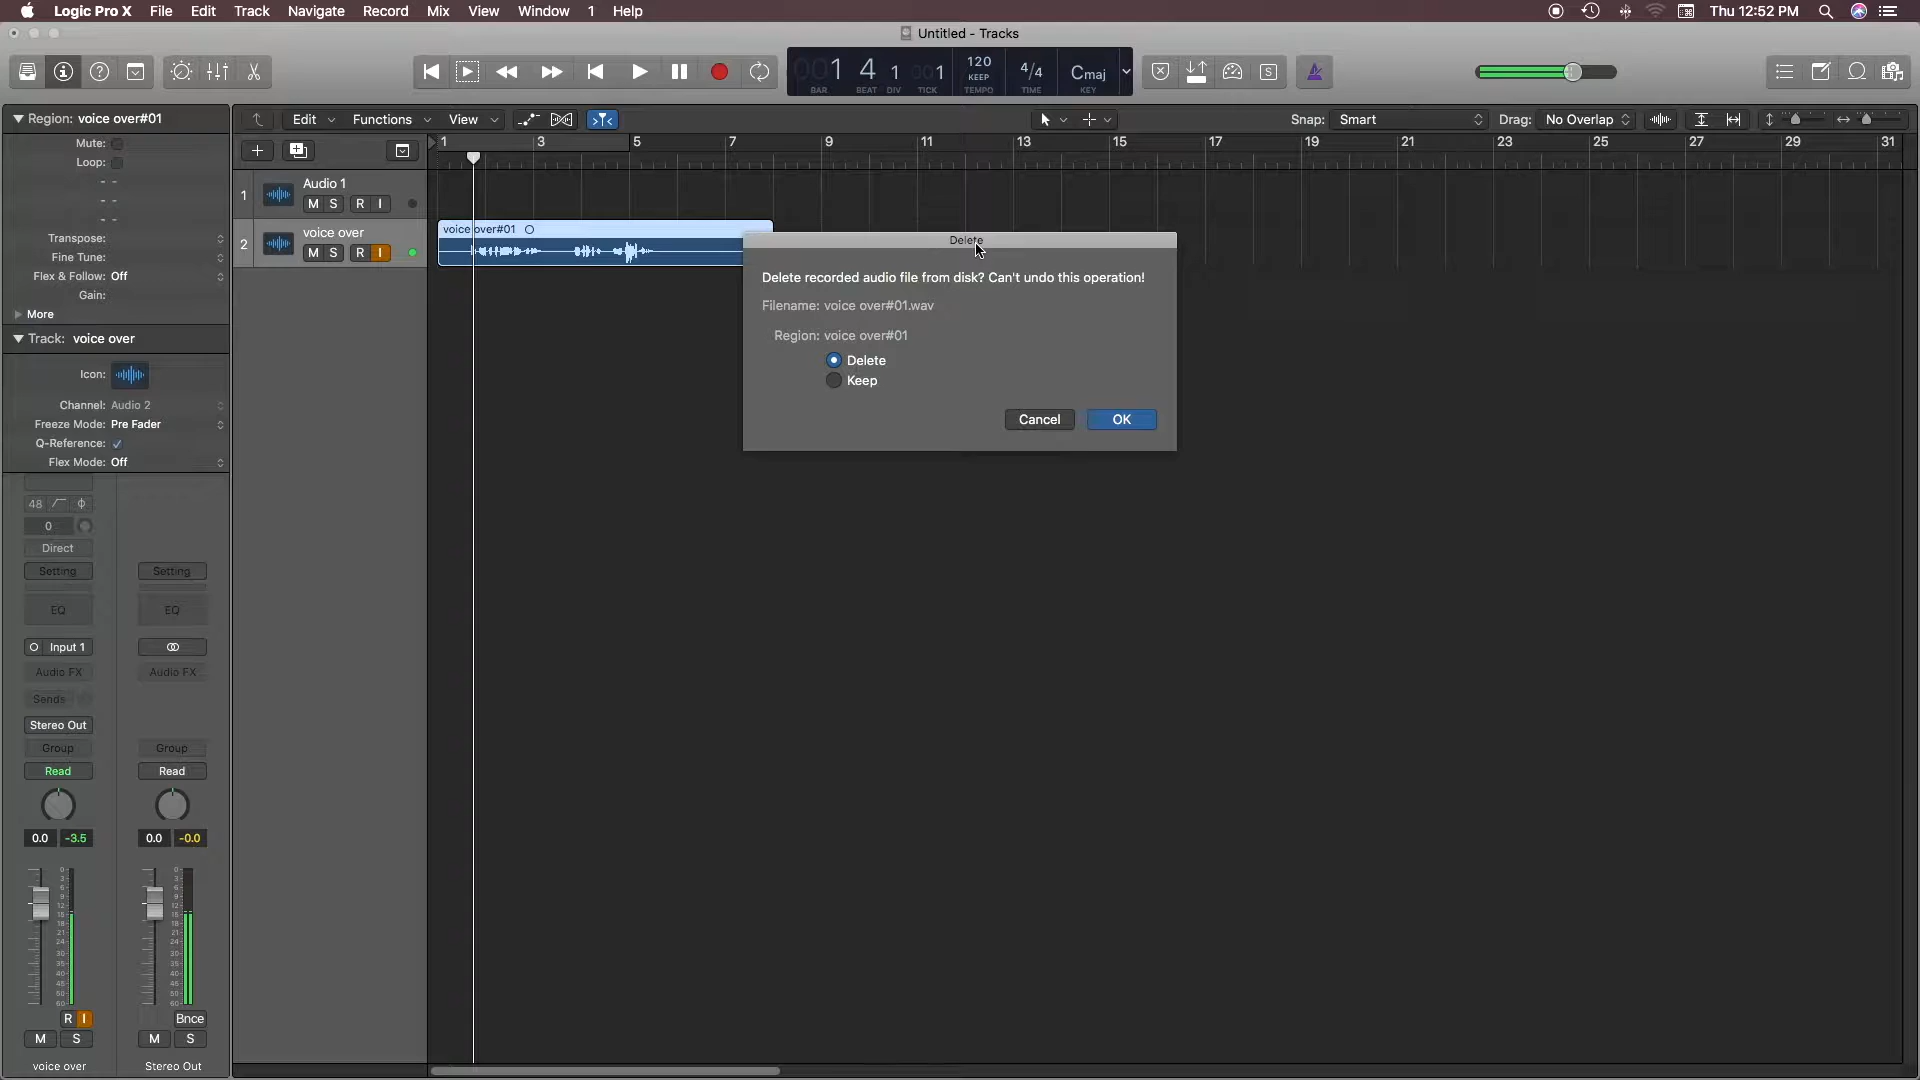 Logic Pro X File Edit Track Navigate Record Mix View Window 1 Help Thu 12:52 PM
Untitled - Tracks
001 4 1 001 120 KEEP 4/4 Cmaj
BAR BEAT DIV TICK TEMPO TIME KEY
Region: voice over#01
Edit Functions View Snap: Smart Drag: No Overlap
Mute:
Loop:
- -
- -
- -
Transpose:
Fine Tune:
Flex & Follow: Off
Gain:
More
Track: voice over
Icon:
Channel: Audio 2
Freeze Mode: Pre Fader
Q-Reference:
Flex Mode: Off
1 3 5 7 9 11 13 15 17 19 21 23 25 27 29 31
1 Audio 1
M S R I
2 voice over
M S R I
voice over#01
Delete
Delete recorded audio file from disk? Can't undo this operation!
Filename: voice over#01.wav
Region: voice over#01
Delete
Keep
Cancel OK
48
0
Direct
Setting Setting
EQ EQ
Input 1
Audio FX Audio FX
Sends
Stereo Out
Group Group
Read Read
0.0 -3.5 0.0 -0.0
R I Bnce
M S M S
voice over Stereo Out